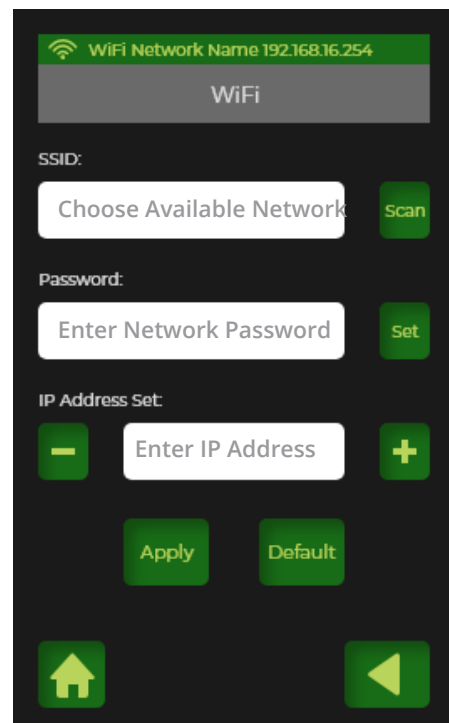 WiFi Network Name 192.168.16.254
WiFi
SSID:
Choose Available Network
Scan
Password:
Enter Network Password
Set
IP Address Set:
Enter IP Address
Apply
Default